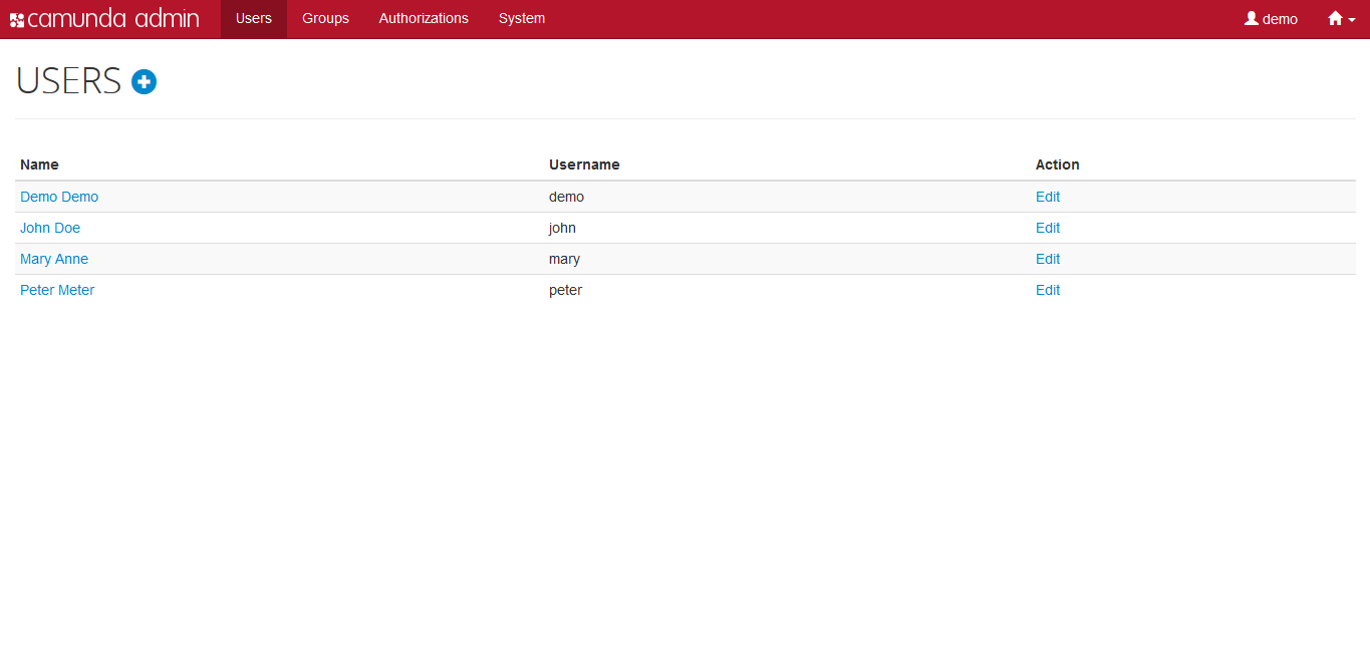 camunda admin Users Groups Authorizations System demo
USERS
Name Username Action
Demo Demo demo Edit
John Doe john Edit
Mary Anne mary Edit
Peter Meter peter Edit